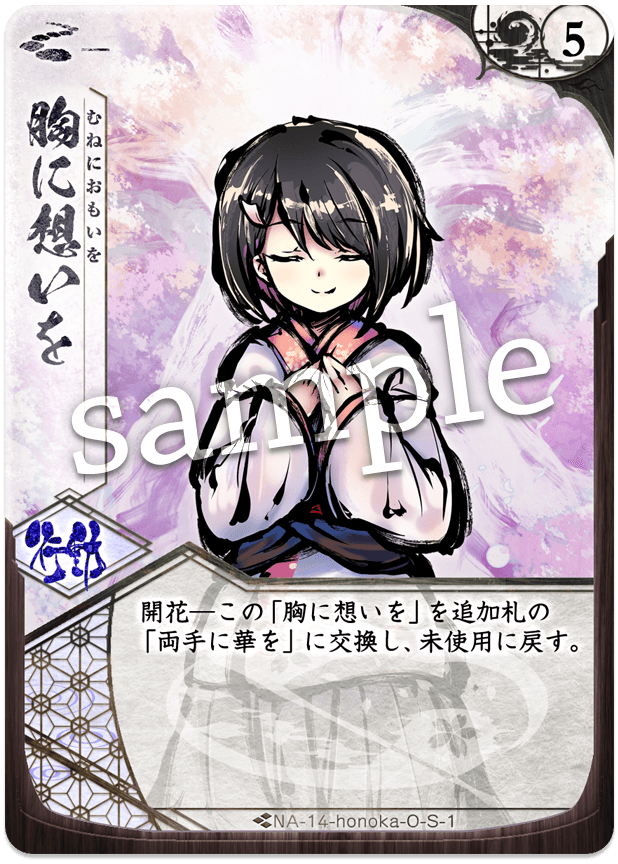 5
胸に想いを
むねにおもいを
sample
行動
開花—この「胸に想いを」を追加札の
「両手に華を」に交換し、未使用に戻す。
NA-14-honoka-O-S-1